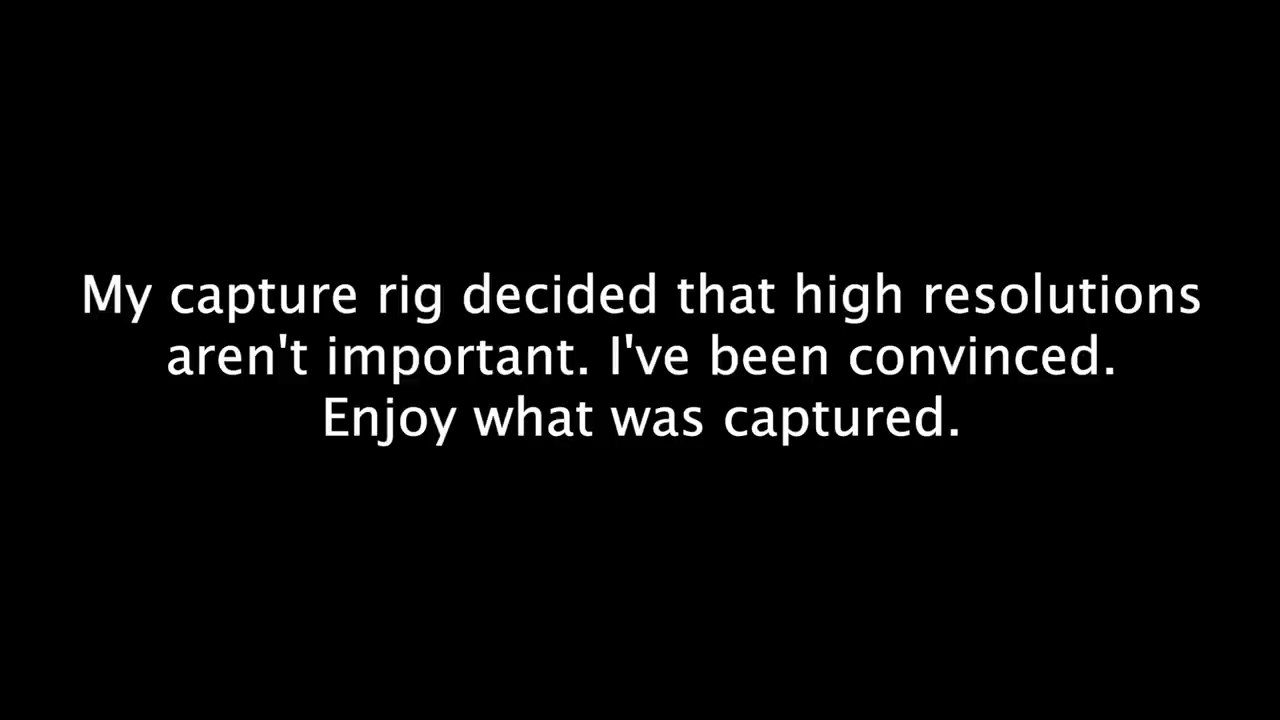 My capture rig decided that high resolutions
aren't important. I've been convinced.
Enjoy what was captured.